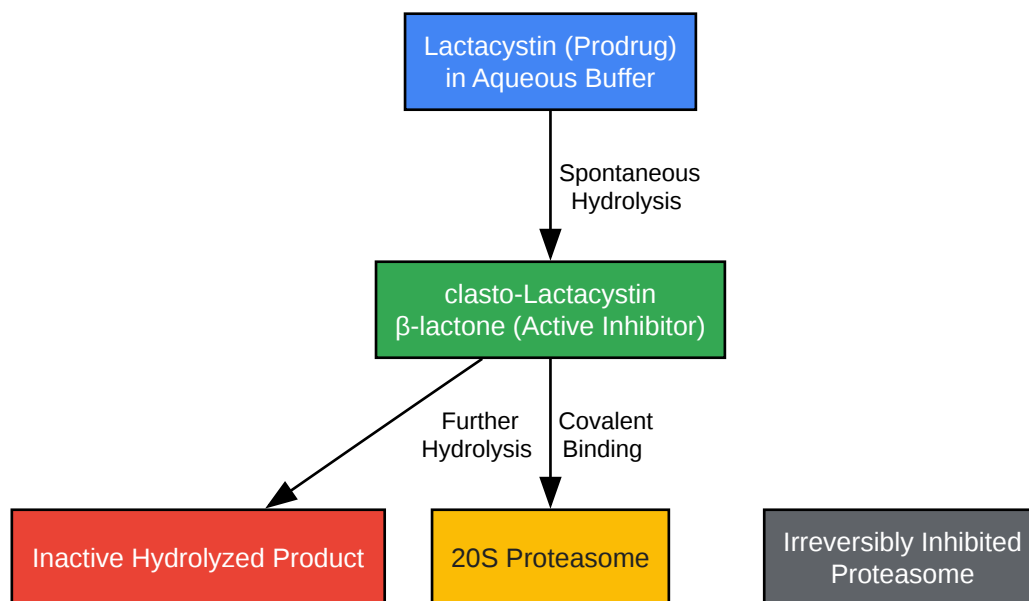 Lactacystin (Prodrug)
in Aqueous Buffer
Spontaneous
Hydrolysis
clasto-Lactacystin
β-lactone (Active Inhibitor)
Further
Hydrolysis
Covalent
Binding
Inactive Hydrolyzed Product
20S Proteasome
Irreversibly Inhibited
Proteasome